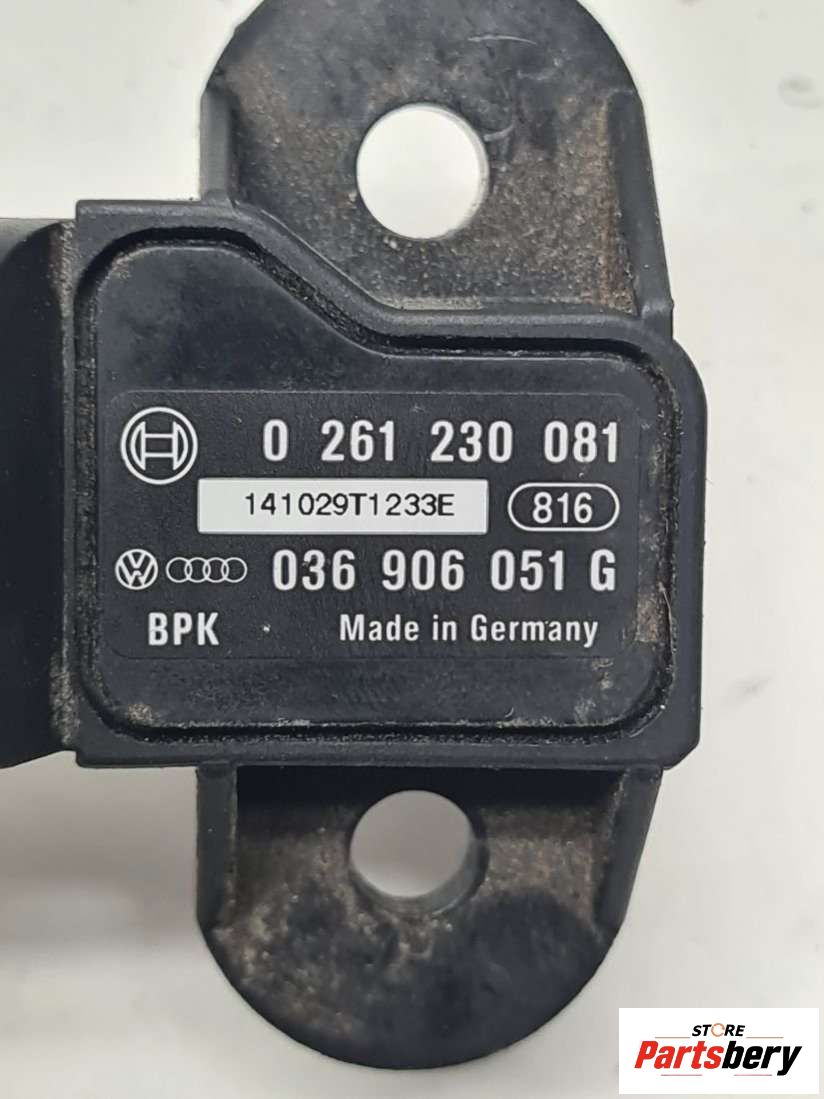 0 261 230 081
141029T1233E 816
036 906 051 G
BPK Made in Germany
STORE
Partsbery